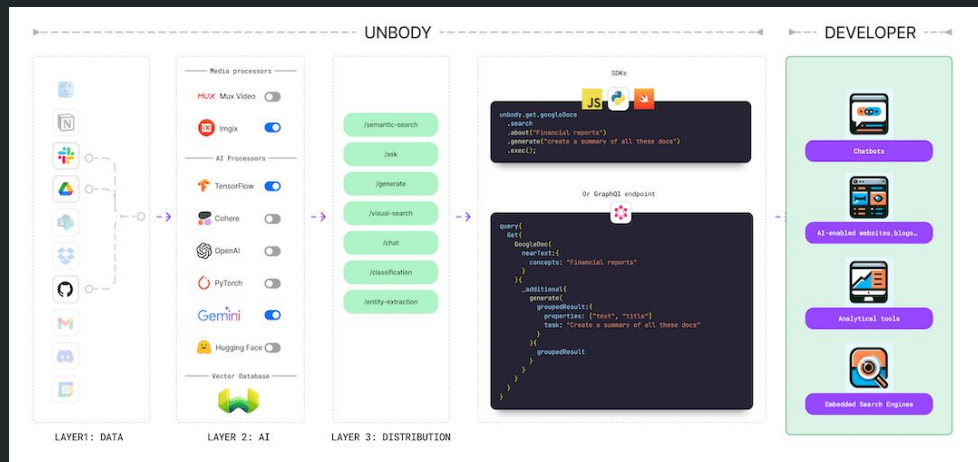 UNBODY
DEVELOPER
Media processors
MUX Mux Video
Imgix
AI Processors
TensorFlow
Cohere
OpenAI
PyTorch
Gemini
Hugging Face
Vector Database
/semantic-search
/ask
/generate
/visual-search
/chat
/classification
/entity-extraction
SDKs
JS
unbody.get.googleDocs
.search
.about("Financial reports")
.generate("create a summary of all these docs")
.exec();
Or GraphQl endpoint
query{
Get{
GoogleDoc(
nearText:{
concepts: "Financial reports"
}
){
_additional{
generate(
groupedResult:{
properties: ["text", "title"]
task: "Create a summary of all these docs"
}
){
groupedResult
}
}
}
}
}
Chatbots
AI-enabled websites,blogs…
Analytical tools
Embedded Search Engines
LAYER1: DATA
LAYER 2: AI
LAYER 3: DISTRIBUTION